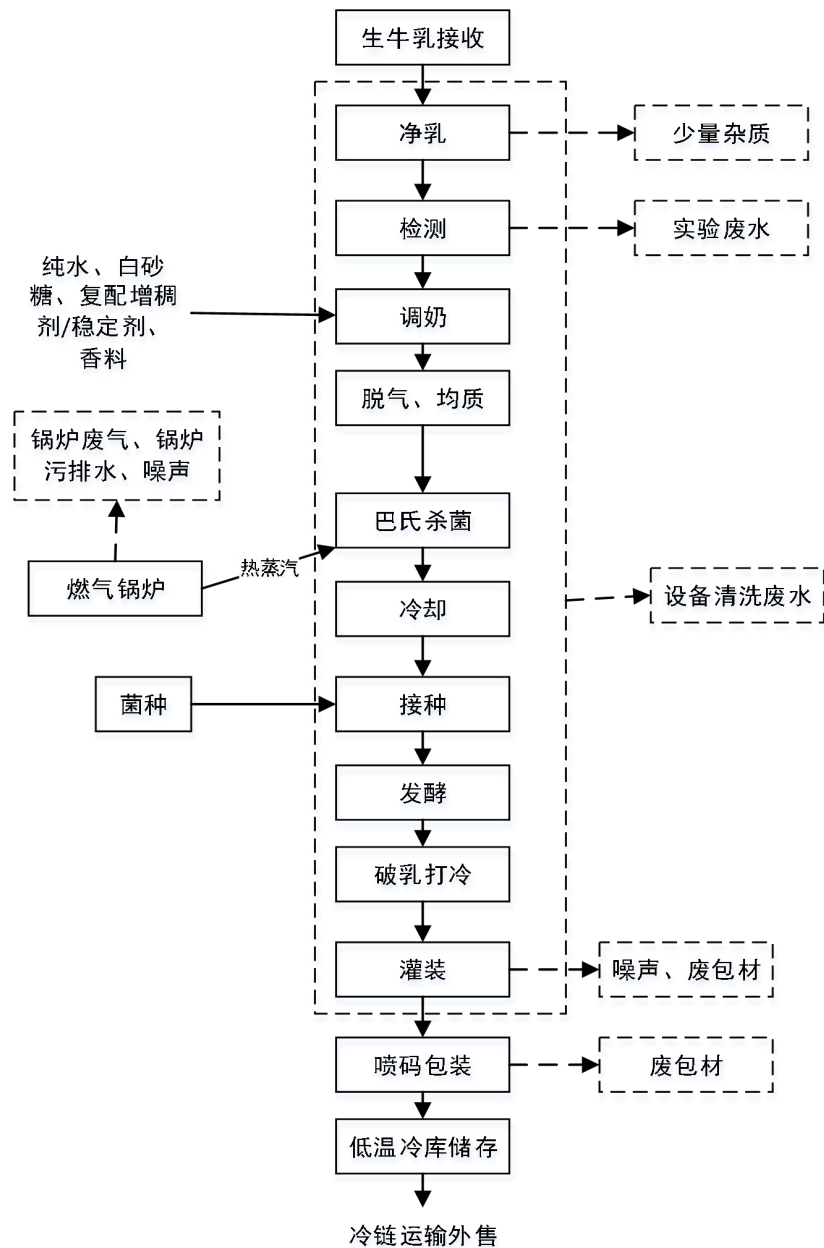 生牛乳接收
净乳
少量杂质
检测
实验废水
纯水、白砂
糖、复配增稠
剂/稳定剂、
香料
调奶
脱气、均质
锅炉废气、锅炉
污排水、噪声
巴氏杀菌
热蒸汽
燃气锅炉
冷却
设备清洗废水
菌种
接种
发酵
破乳打冷
灌装
噪声、废包材
喷码包装
废包材
低温冷库储存
冷链运输外售